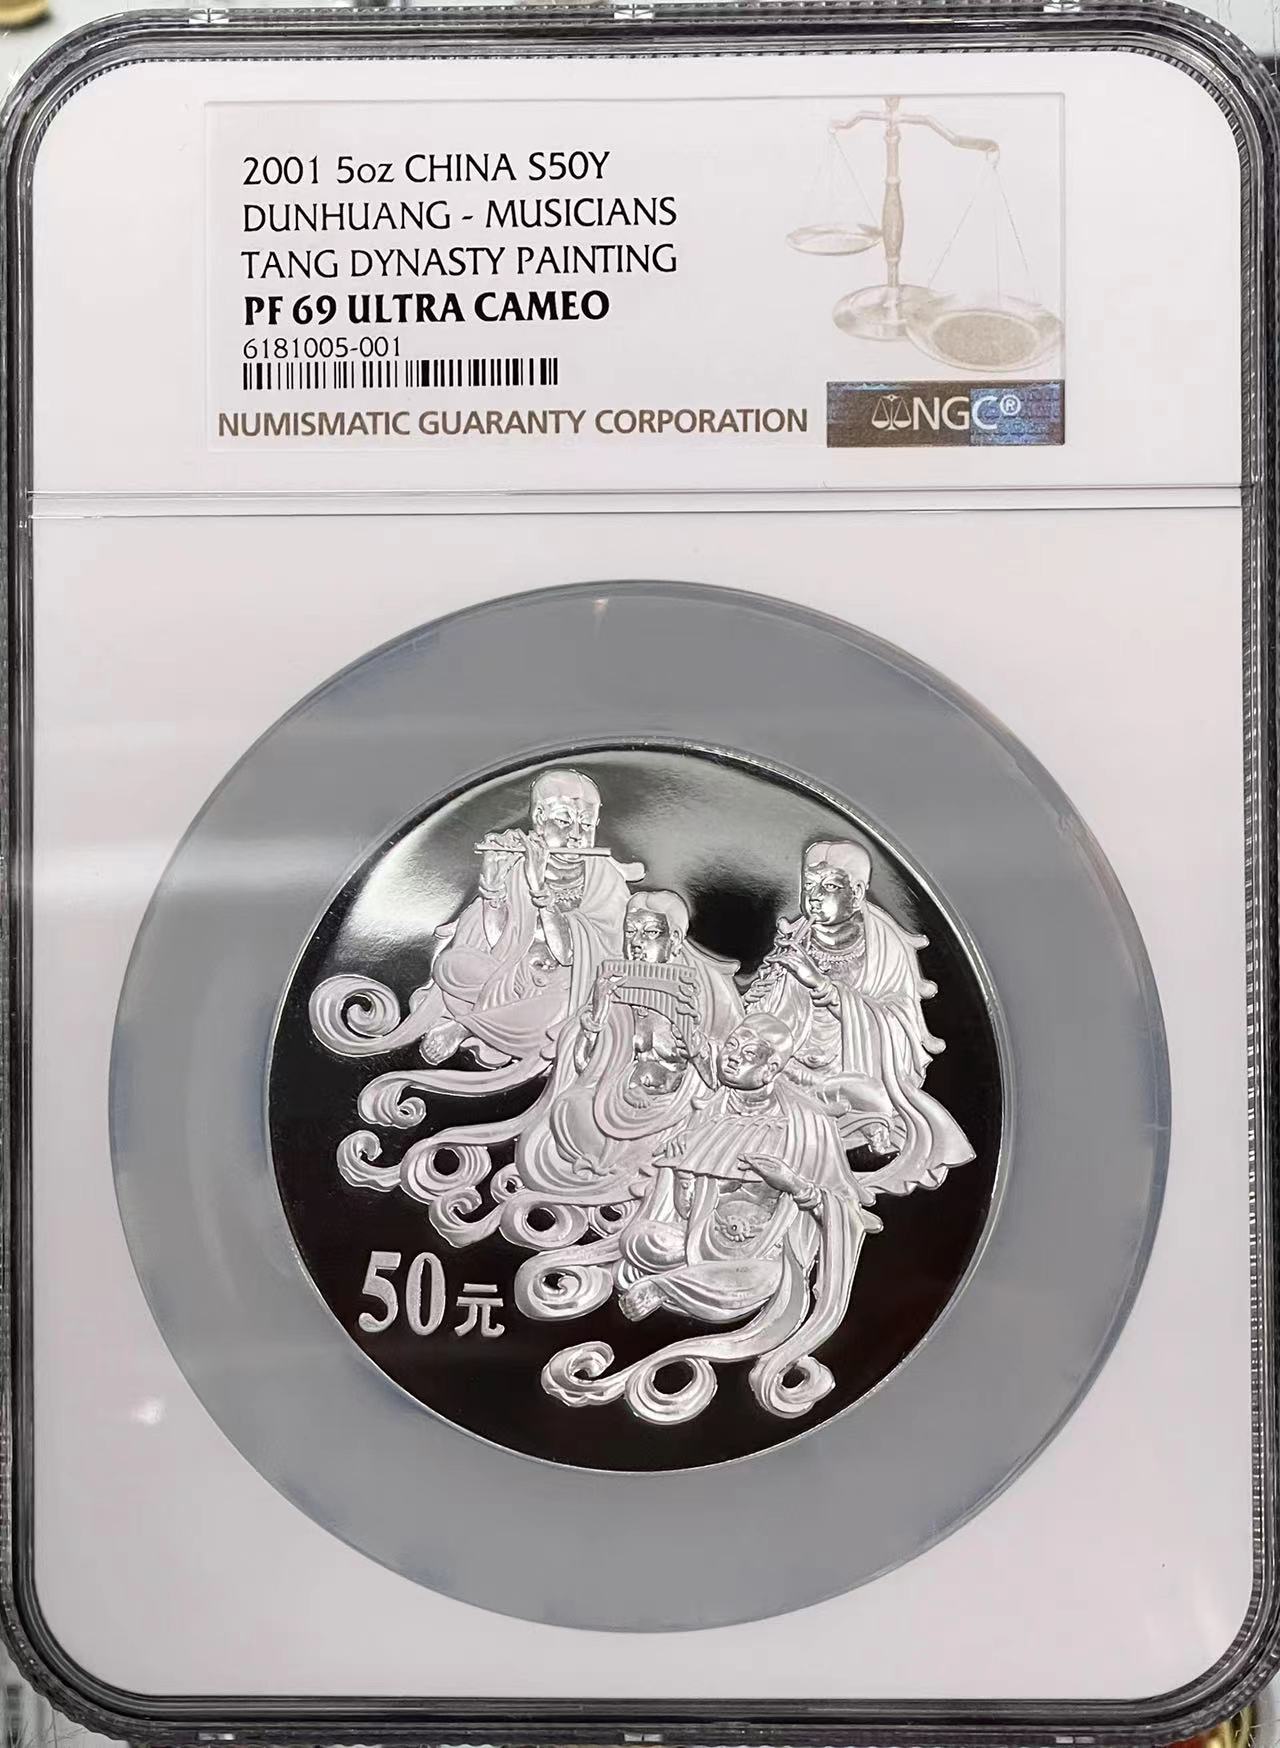 2001 5oz CHINA S50Y
DUNHUANG - MUSICIANS
TANG DYNASTY PAINTING
PF 69 ULTRA CAMEO
6181005-001
NUMISMATIC GUARANTY CORPORATION
NGC®
50元